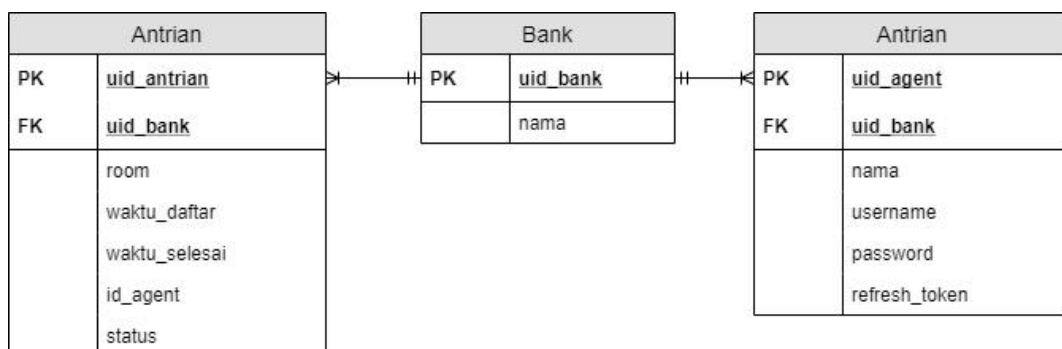 Antrian
PK uid_antrian
FK uid_bank
room
waktu_daftar
waktu_selesai
id_agent
status
Bank
PK uid_bank
nama
Antrian
PK uid_agent
FK uid_bank
nama
username
password
refresh_token